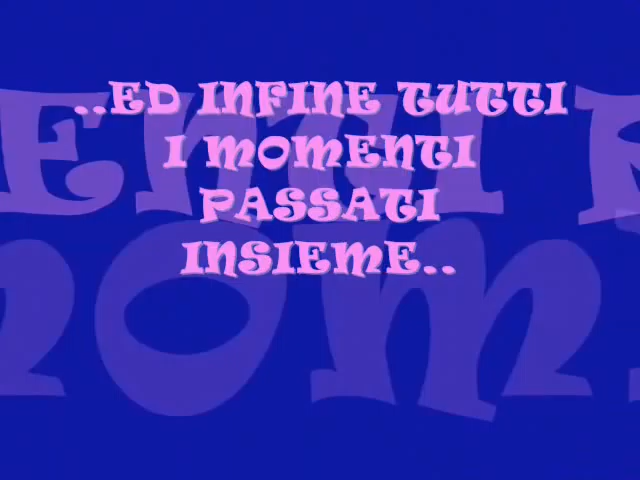 ..ED INFINE TUTTI
I MOMENTI
PASSATI
INSIEME..